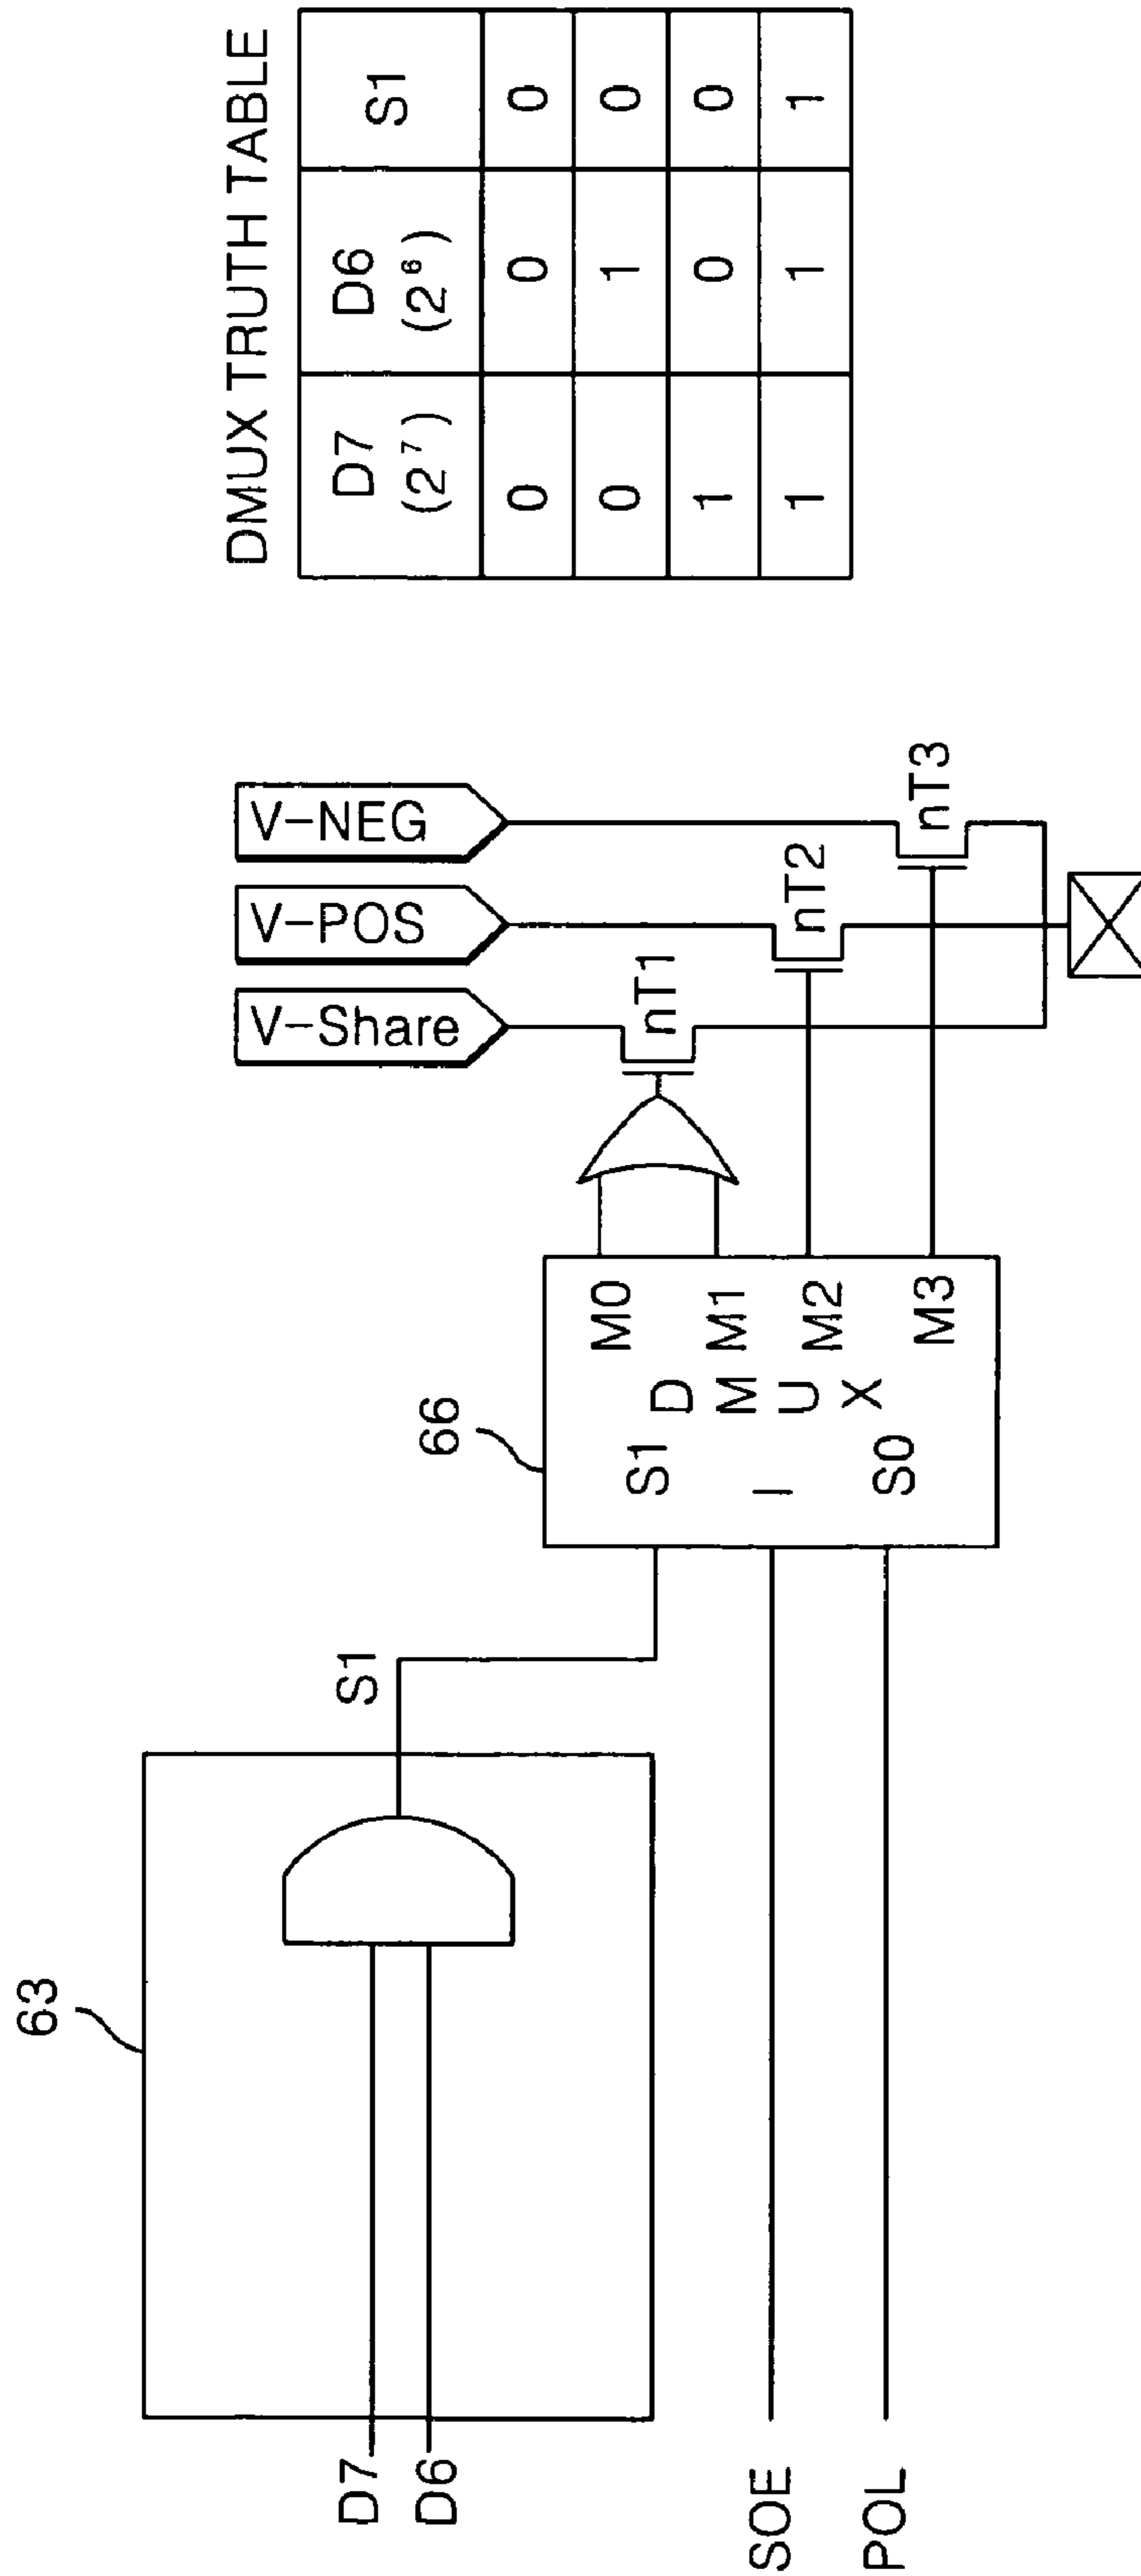 63
D7
D6
S1
SOE
POL
66
S1
I
S0
D
M
U
X
M0
M1
M2
M3
V-Share
V-POS
V-NEG
nT1
nT2
nT3
DMUX TRUTH TABLE
D7 D6 S1
(2⁷) (2⁶)
0 0 0
0 1 0
1 0 0
1 1 1